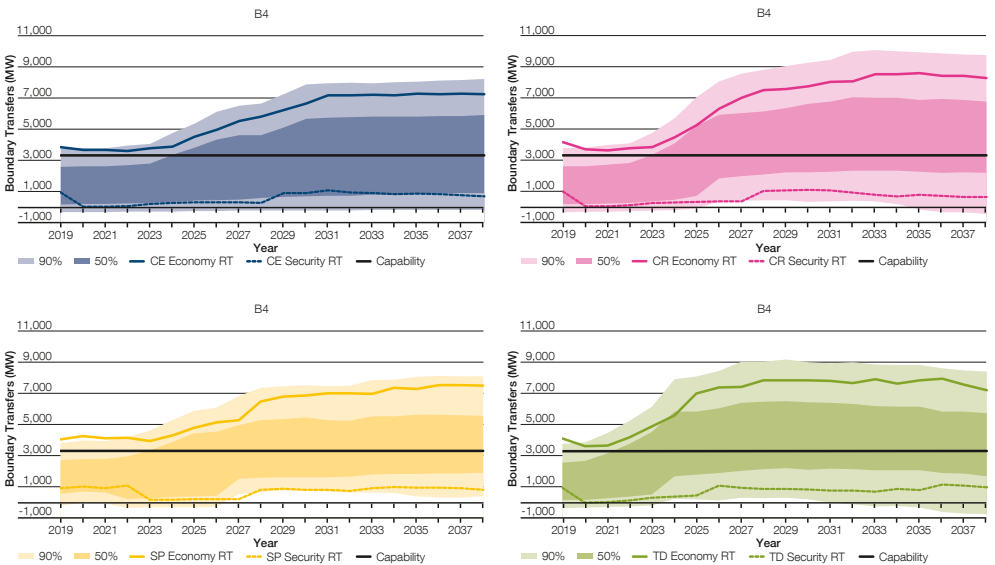 B4
11,000
9,000
7,000
5,000
3,000
1,000
-1,000
Boundary Transfers (MW)
2019 2021 2023 2025 2027 2029 2031 2033 2035 2037
Year
90% 50% CE Economy RT CE Security RT Capability
B4
11,000
9,000
7,000
5,000
3,000
1,000
-1,000
Boundary Transfers (MW)
2019 2021 2023 2025 2027 2029 2031 2033 2035 2037
Year
90% 50% CR Economy RT CR Security RT Capability
B4
11,000
9,000
7,000
5,000
3,000
1,000
-1,000
Boundary Transfers (MW)
2019 2021 2023 2025 2027 2029 2031 2033 2035 2037
Year
90% 50% SP Economy RT SP Security RT Capability
B4
11,000
9,000
7,000
5,000
3,000
1,000
-1,000
Boundary Transfers (MW)
2019 2021 2023 2025 2027 2029 2031 2033 2035 2037
Year
90% 50% TD Economy RT TD Security RT Capability